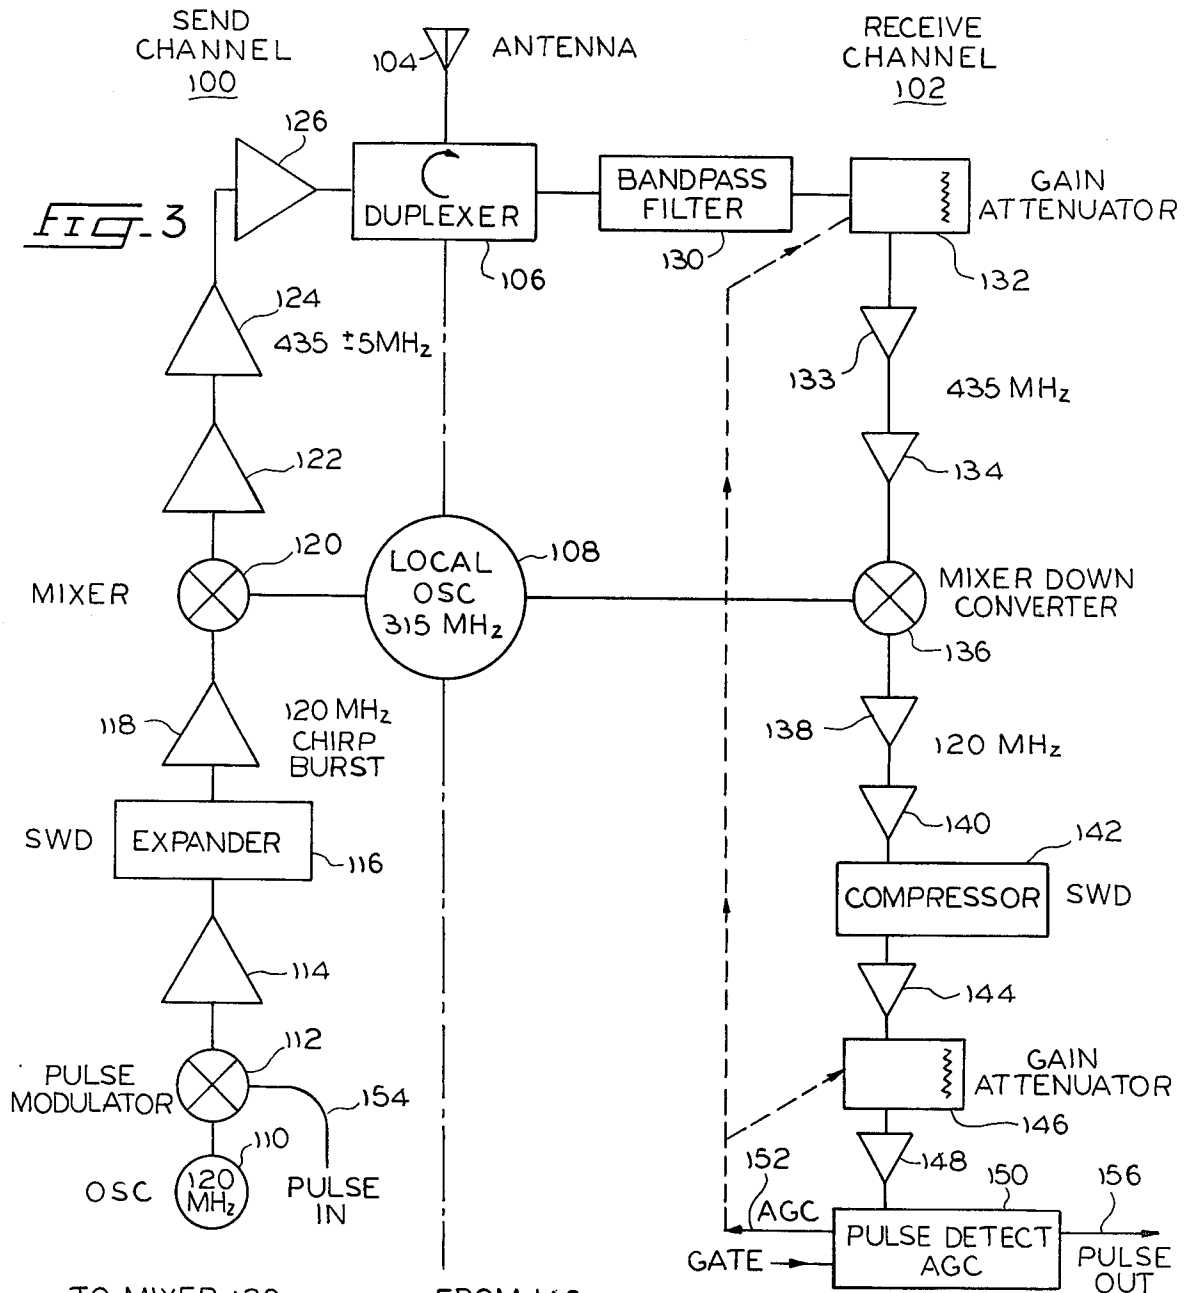 SEND
CHANNEL
100
104
ANTENNA
RECEIVE
CHANNEL
102
126
FIG-3
DUPLEXER
106
BANDPASS
FILTER
130
GAIN
ATTENUATOR
132
124
435 ±5MHz
133
435 MHz
122
134
MIXER
120
LOCAL
OSC
315 MHz
108
MIXER DOWN
CONVERTER
136
118
120 MHz
CHIRP
BURST
138
120 MHz
SWD
EXPANDER
116
140
142
COMPRESSOR
SWD
114
144
PULSE
MODULATOR
112
154
GAIN
ATTENUATOR
146
OSC
120
MHz
110
PULSE
IN
148
152
AGC
150
156
GATE
PULSE DETECT
AGC
PULSE
OUT